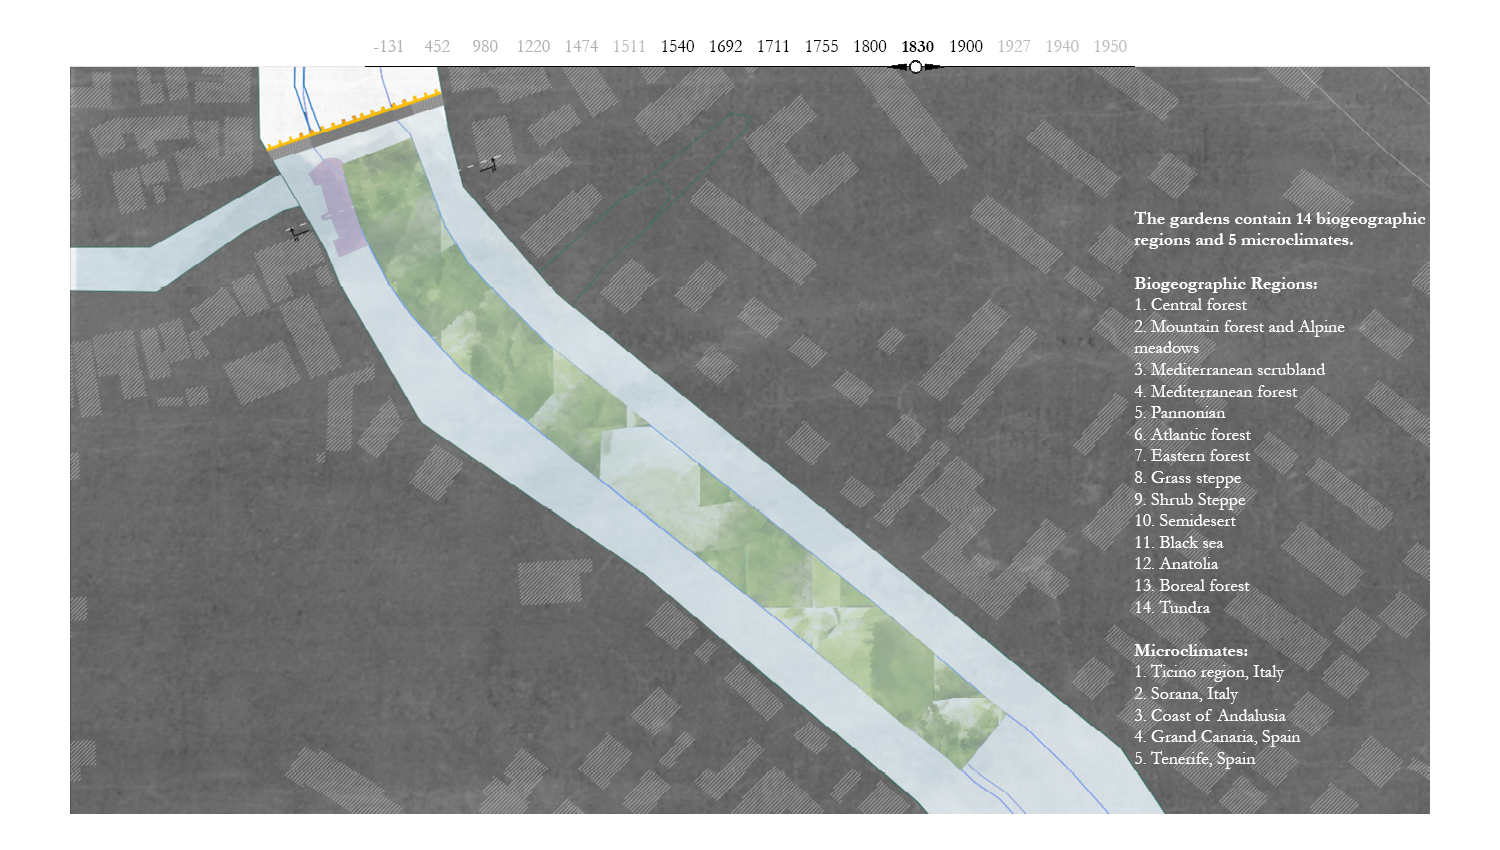 -131 452 980 1220 1474 1511 1540 1692 1711 1755 1800 1830 1900 1927 1940 1950
The gardens contain 14 biogeographic
regions and 5 microclimates.
Biogeographic Regions:
1. Central forest
2. Mountain forest and Alpine
meadows
3. Mediterranean scrubland
4. Mediterranean forest
5. Pannonian
6. Atlantic forest
7. Eastern forest
8. Grass steppe
9. Shrub Steppe
10. Semidesert
11. Black sea
12. Anatolia
13. Boreal forest
14. Tundra
Microclimates:
1. Ticino region, Italy
2. Sorana, Italy
3. Coast of Andalusia
4. Grand Canaria, Spain
5. Tenerife, Spain